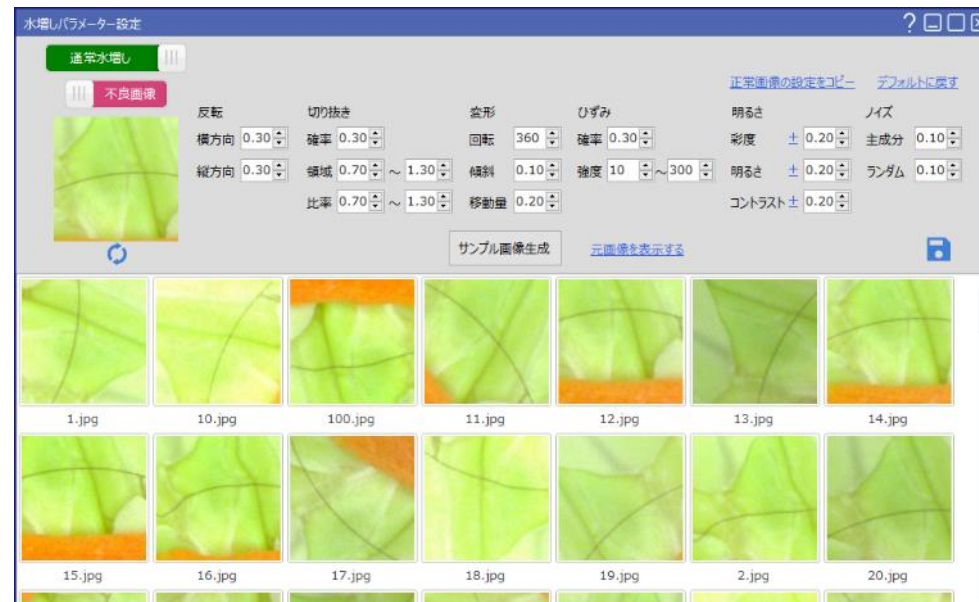 水増しパラメーター設定
通常水増し
不良画像
正常画像の設定をコピー デフォルトに戻す
反転 切り抜き 変形 ひずみ 明るさ ノイズ
横方向 0.30 確率 0.30 回転 360 確率 0.30 彩度 ± 0.20 主成分 0.10
縦方向 0.30 領域 0.70 ～ 1.30 傾斜 0.10 強度 10 ～ 300 明るさ ± 0.20 ランダム 0.10
比率 0.70 ～ 1.30 移動量 0.20 コントラスト ± 0.20
サンプル画像生成 元画像を表示する
1.jpg 10.jpg 100.jpg 11.jpg 12.jpg 13.jpg 14.jpg
15.jpg 16.jpg 17.jpg 18.jpg 19.jpg 2.jpg 20.jpg